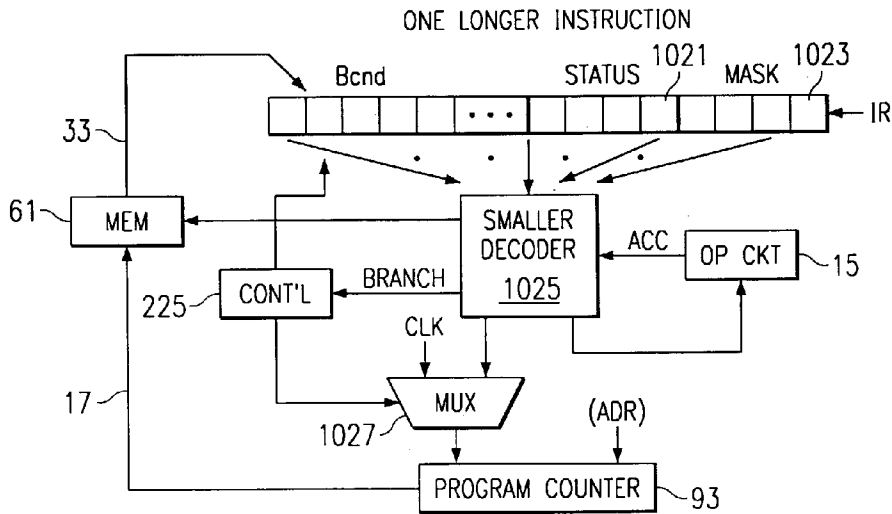 ONE LONGER INSTRUCTION
1021
1023
Bcnd
STATUS
MASK
• • •
IR
33
61
MEM
SMALLER
DECODER
1025
ACC
OP CKT
15
225
CONT'L
BRANCH
CLK
17
MUX
1027
(ADR)
PROGRAM COUNTER
93